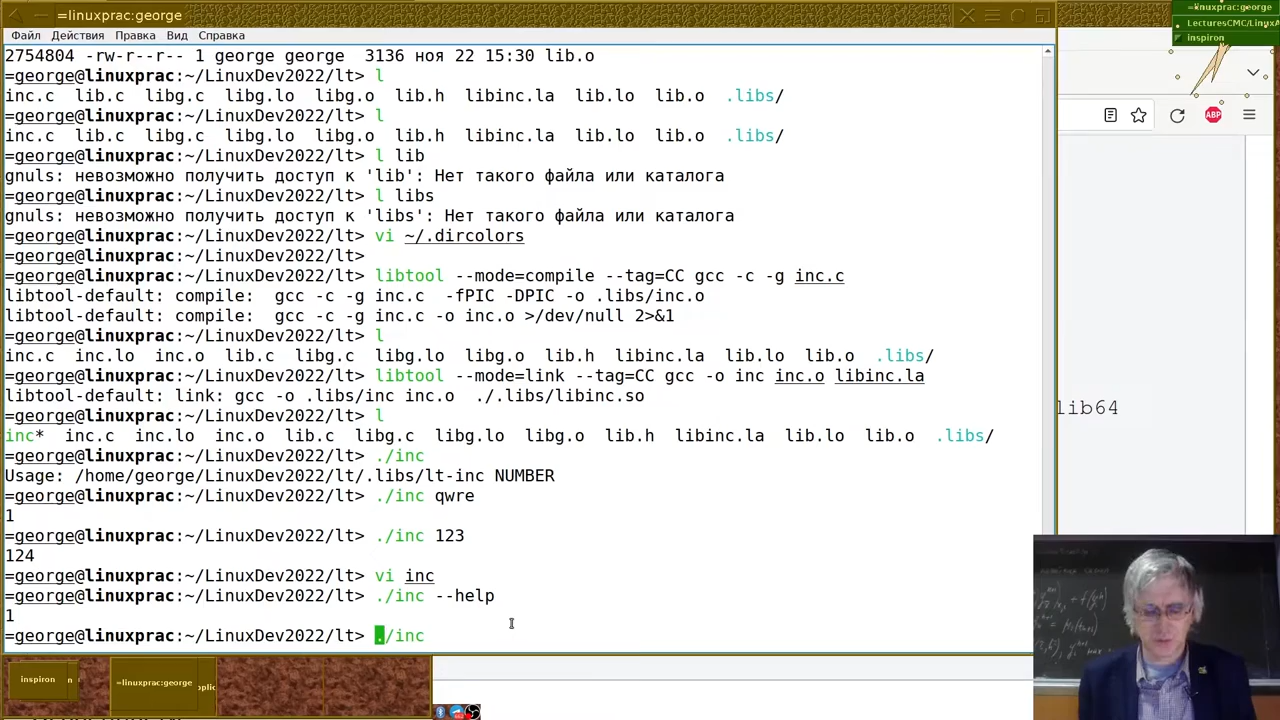 =linuxprac:george
Действия Правка Вид Справка
2754804 -rw-r--r-- 1 george george  3136 ноя 22 15:30 lib.o
=george@linuxprac:~/LinuxDev2022/lt> l
inc.c  lib.c  libg.c  libg.lo  libg.o  lib.h  libinc.la  lib.lo  lib.o  .libs/
=george@linuxprac:~/LinuxDev2022/lt> l
inc.c  lib.c  libg.c  libg.lo  libg.o  lib.h  libinc.la  lib.lo  lib.o  .libs/
=george@linuxprac:~/LinuxDev2022/lt> l lib
gnuls: невозможно получить доступ к 'lib': Нет такого файла или каталога
=george@linuxprac:~/LinuxDev2022/lt> l libs
gnuls: невозможно получить доступ к 'libs': Нет такого файла или каталога
=george@linuxprac:~/LinuxDev2022/lt> vi ~/.dircolors
=george@linuxprac:~/LinuxDev2022/lt>
=george@linuxprac:~/LinuxDev2022/lt> libtool --mode=compile --tag=CC gcc -c -g inc.c
libtool-default: compile:  gcc -c -g inc.c  -fPIC -DPIC -o .libs/inc.o
libtool-default: compile:  gcc -c -g inc.c -o inc.o >/dev/null 2>&1
=george@linuxprac:~/LinuxDev2022/lt> l
inc.c  inc.lo  inc.o  lib.c  libg.c  libg.lo  libg.o  lib.h  libinc.la  lib.lo  lib.o  .libs/
=george@linuxprac:~/LinuxDev2022/lt> libtool --mode=link --tag=CC gcc -o inc inc.o libinc.la
libtool-default: link: gcc -o .libs/inc inc.o  ./.libs/libinc.so
=george@linuxprac:~/LinuxDev2022/lt> l
inc*  inc.c  inc.lo  inc.o  lib.c  libg.c  libg.lo  libg.o  lib.h  libinc.la  lib.lo  lib.o  .libs/
=george@linuxprac:~/LinuxDev2022/lt> ./inc
Usage: /home/george/LinuxDev2022/lt/.libs/lt-inc NUMBER
=george@linuxprac:~/LinuxDev2022/lt> ./inc qwre
1
=george@linuxprac:~/LinuxDev2022/lt> ./inc 123
124
=george@linuxprac:~/LinuxDev2022/lt> vi inc
=george@linuxprac:~/LinuxDev2022/lt> ./inc --help
1
=george@linuxprac:~/LinuxDev2022/lt> ./inc
=linuxprac:george
LecturesCMC/LinuxA
inspiron
ABP
lib64
inspiron
=linuxprac:george